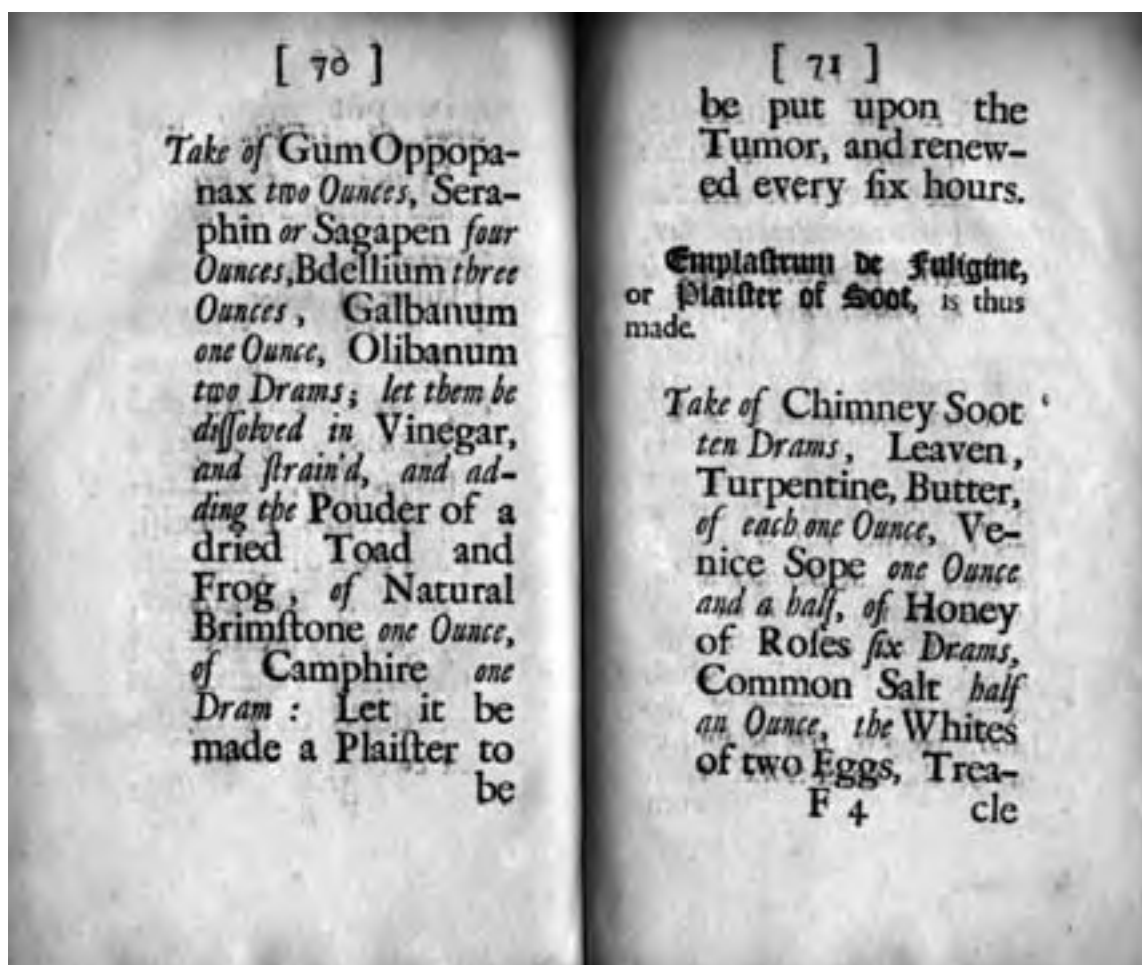 [ 70 ]
Take of Gum Oppopa-
nax two Ounces, Sera-
phin or Sagapen four
Ounces, Bdellium three
Ounces, Galbanum
one Ounce, Olibanum
two Drams; let them be
diſſolved in Vinegar,
and ſtrain'd, and ad-
ding the Pouder of a
dried Toad and
Frog, of Natural
Brimſtone one Ounce,
of Camphire one
Dram: Let it be
made a Plaiſter to
be
[ 71 ]
be put upon the
Tumor, and renew-
ed every ſix hours.
Emplaſtrum de Fuligine,
or Plaiſter of Soot, is thus
made.
Take of Chimney Soot
ten Drams, Leaven,
Turpentine, Butter,
of each one Ounce, Ve-
nice Sope one Ounce
and a half, of Honey
of Roſes ſix Drams,
Common Salt half
an Ounce, the Whites
of two Eggs, Trea-
F 4 cle